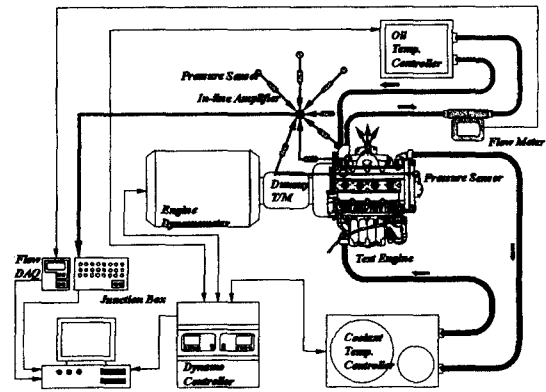 Oil
Temp.
Controller
Pressure Sensor
In-line Amplifier
Flow Meter
Dummy
T/M
Pressure Sensor
Engine
Dynamometer
Test Engine
Flow
DAQ
Junction Box
Coolant
Temp.
Controller
Dynamo
Controller